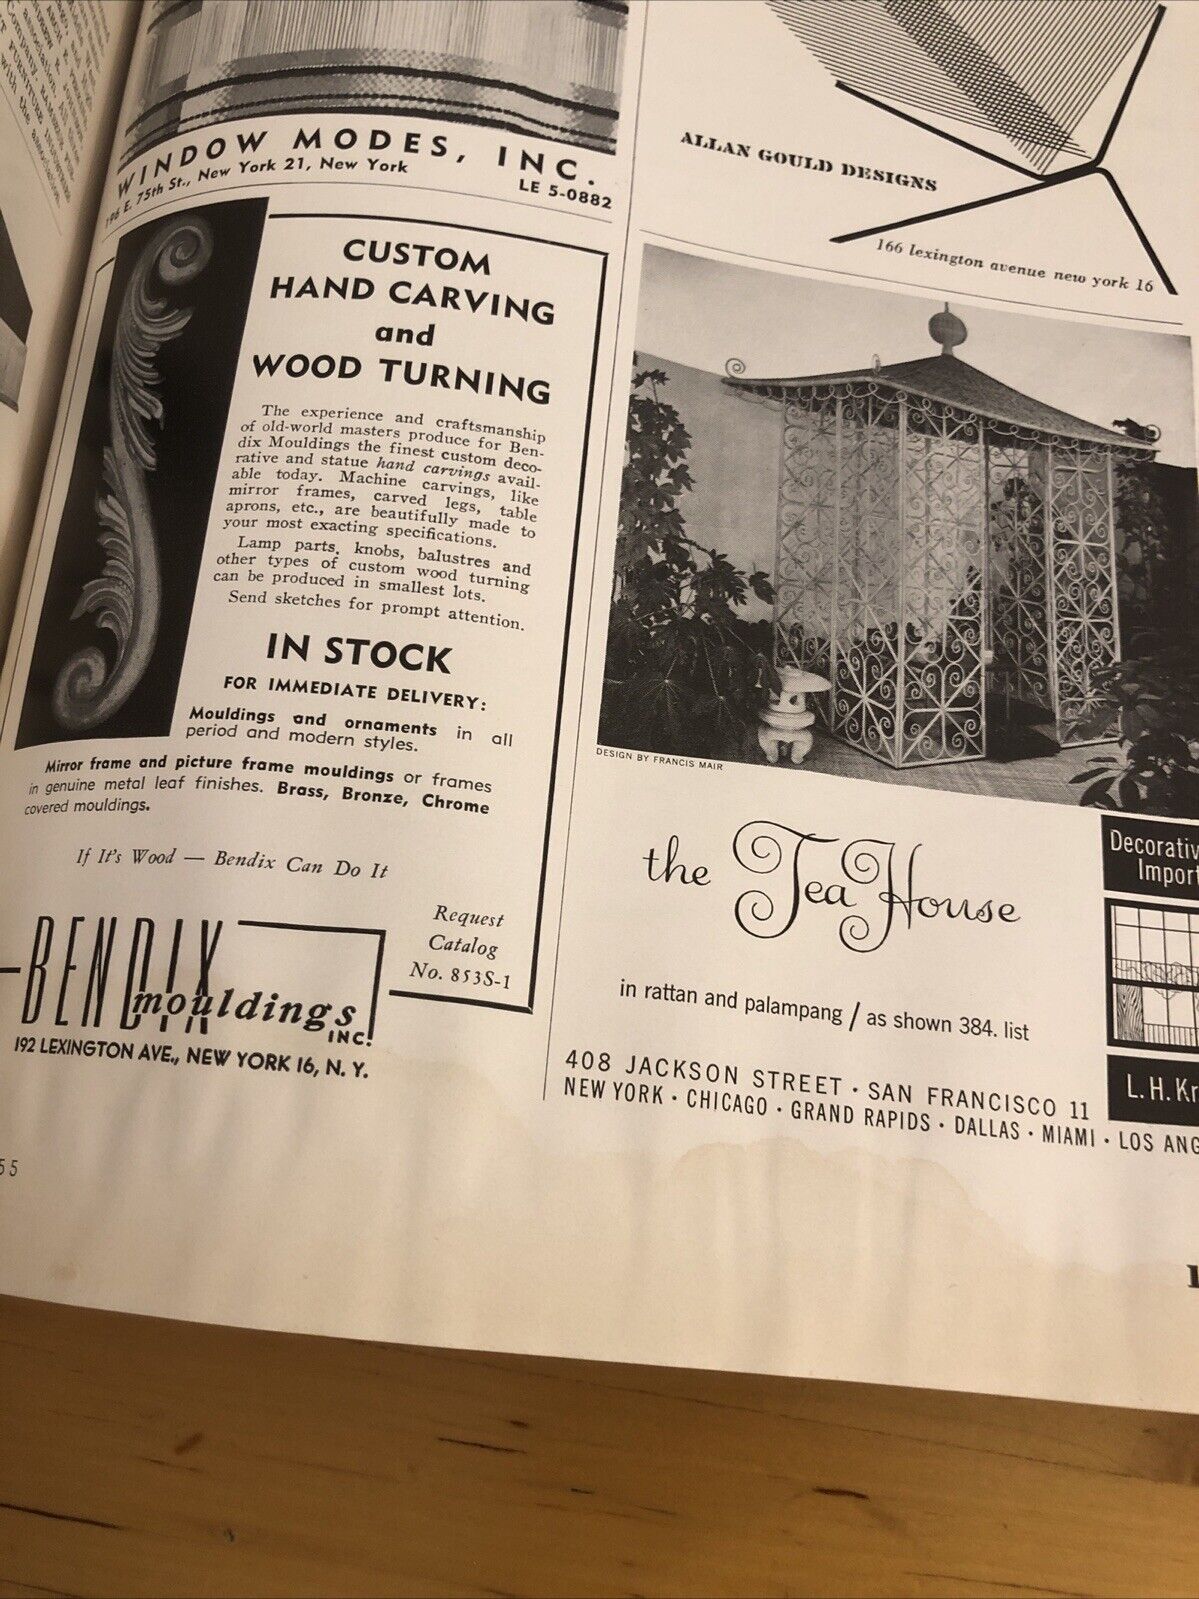 WINDOW MODES, INC.
E. 75th St., New York 21, New York
LE 5-0882
CUSTOM
HAND CARVING
and
WOOD TURNING
The experience and craftsmanship
of old-world masters produce for Ben-
dix Mouldings the finest custom deco-
rative and statue hand carvings avail-
able today. Machine carvings, like
mirror frames, carved legs, table
aprons, etc., are beautifully made to
your most exacting specifications.
Lamp parts, knobs, balustres and
other types of custom wood turning
can be produced in smallest lots.
Send sketches for prompt attention.
IN STOCK
FOR IMMEDIATE DELIVERY:
Mouldings and ornaments in all
period and modern styles.
Mirror frame and picture frame mouldings or frames
in genuine metal leaf finishes. Brass, Bronze, Chrome
covered mouldings.
If It's Wood — Bendix Can Do It
Request
Catalog
No. 853S-1
BENDIX
mouldings
INC.
192 LEXINGTON AVE., NEW YORK 16, N. Y.
55
ALLAN GOULD DESIGNS
166 lexington avenue new york 16
DESIGN BY FRANCIS MAIR
the Tea House
in rattan and palampang / as shown 384. list
408 JACKSON STREET · SAN FRANCISCO 11
NEW YORK · CHICAGO · GRAND RAPIDS · DALLAS · MIAMI · LOS ANG
Decorativ
Import
L.H.Kr